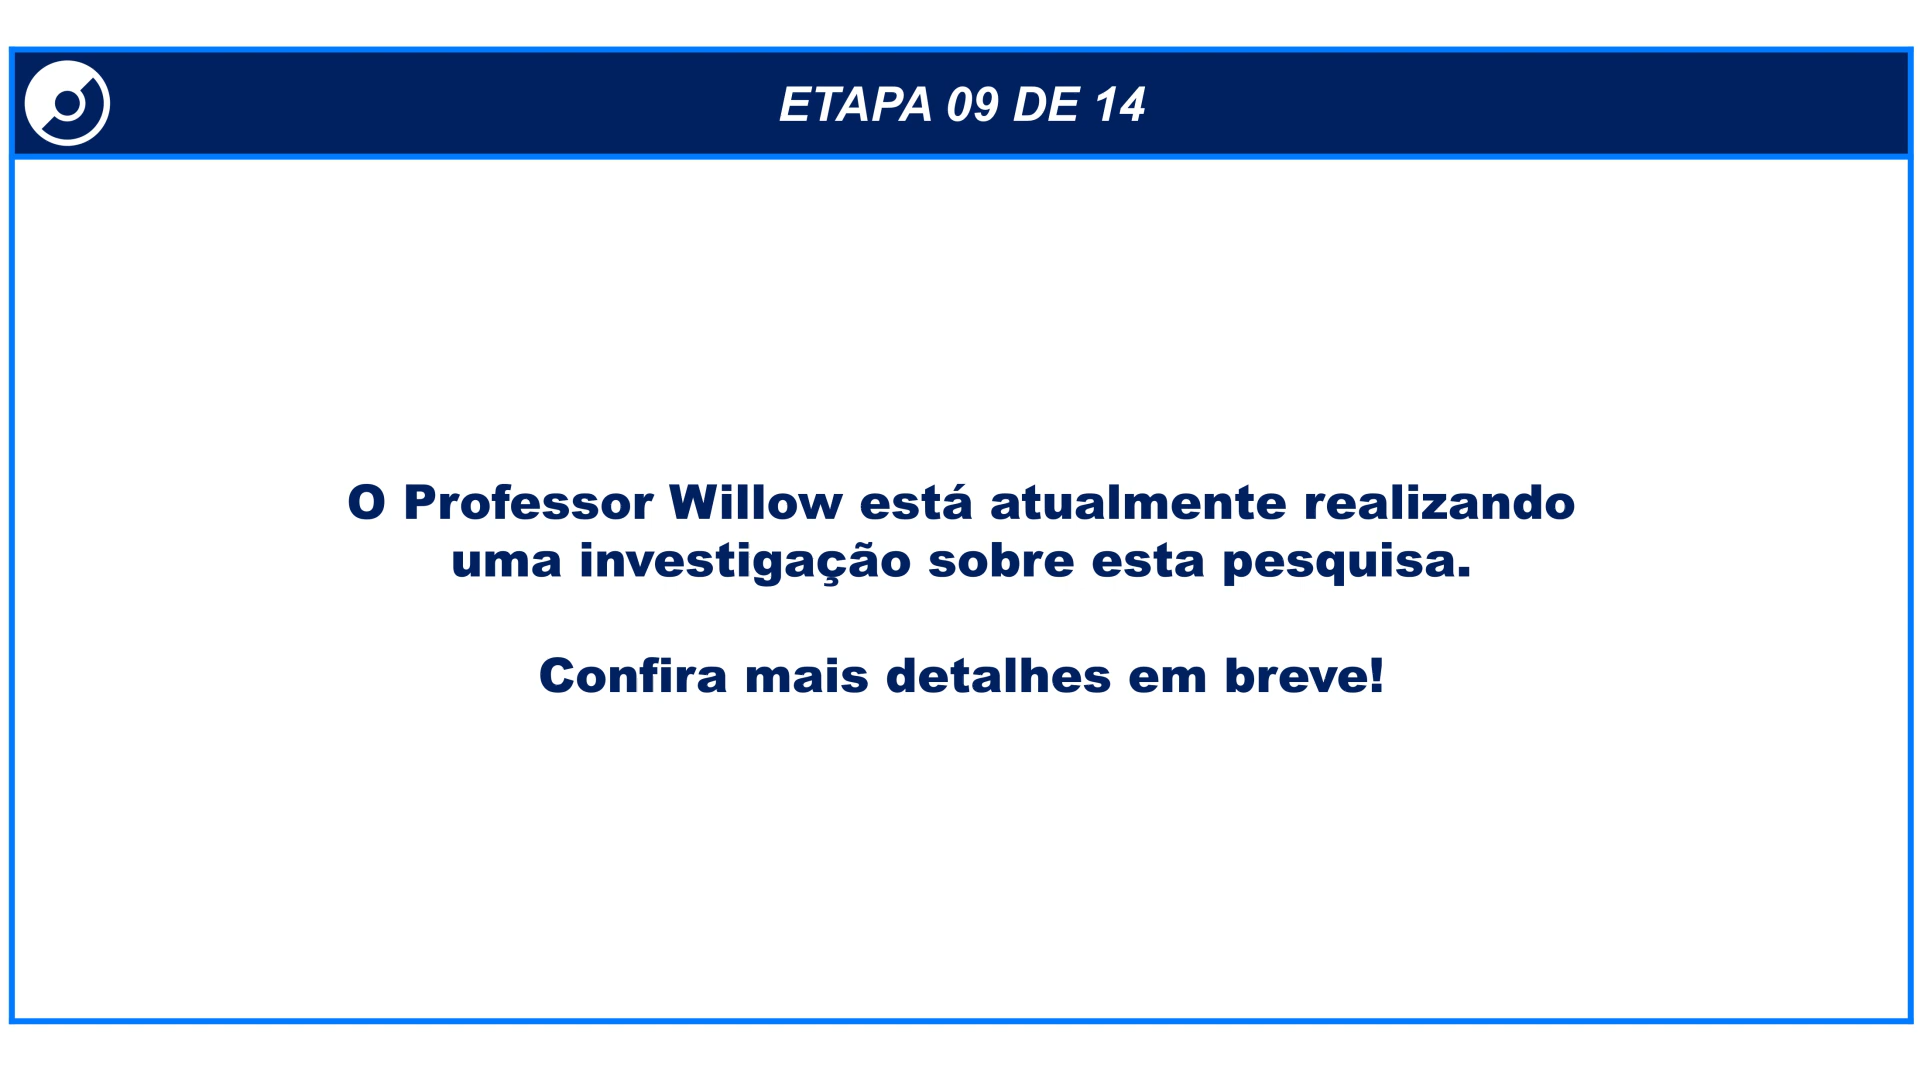 ETAPA 09 DE 14
O Professor Willow está atualmente realizando
uma investigação sobre esta pesquisa.
Confira mais detalhes em breve!